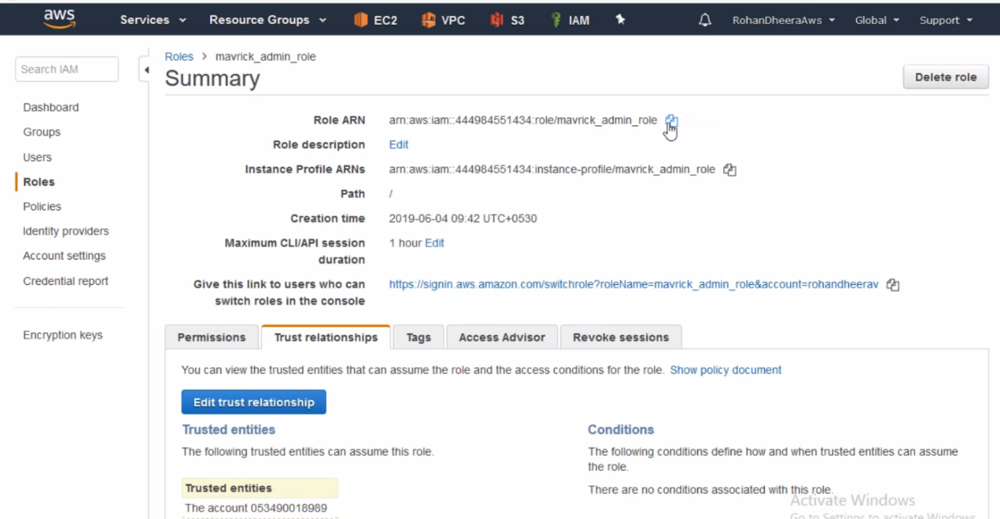 aws
Services
Resource Groups
EC2
VPC
S3
IAM
RohanDheeraAws
Global
Support
Search IAM
Dashboard
Groups
Users
Roles
Policies
Identity providers
Account settings
Credential report
Encryption keys
Roles > mavrick_admin_role
Summary
Delete role
Role ARN arn:aws:iam::444984551434:role/mavrick_admin_role
Role description Edit
Instance Profile ARNs arn:aws:iam::444984551434:instance-profile/mavrick_admin_role
Path /
Creation time 2019-06-04 09:42 UTC+0530
Maximum CLI/API session 1 hour Edit
duration
Give this link to users who can https://signin.aws.amazon.com/switchrole?roleName=mavrick_admin_role&account=rohandheerav
switch roles in the console
Permissions
Trust relationships
Tags
Access Advisor
Revoke sessions
You can view the trusted entities that can assume the role and the access conditions for the role. Show policy document
Edit trust relationship
Trusted entities
The following trusted entities can assume this role.
Trusted entities
The account 053490018989
Conditions
The following conditions define how and when trusted entities can assume
the role.
There are no conditions associated with this role.
Activate Windows
Go to Settings to activate Windows